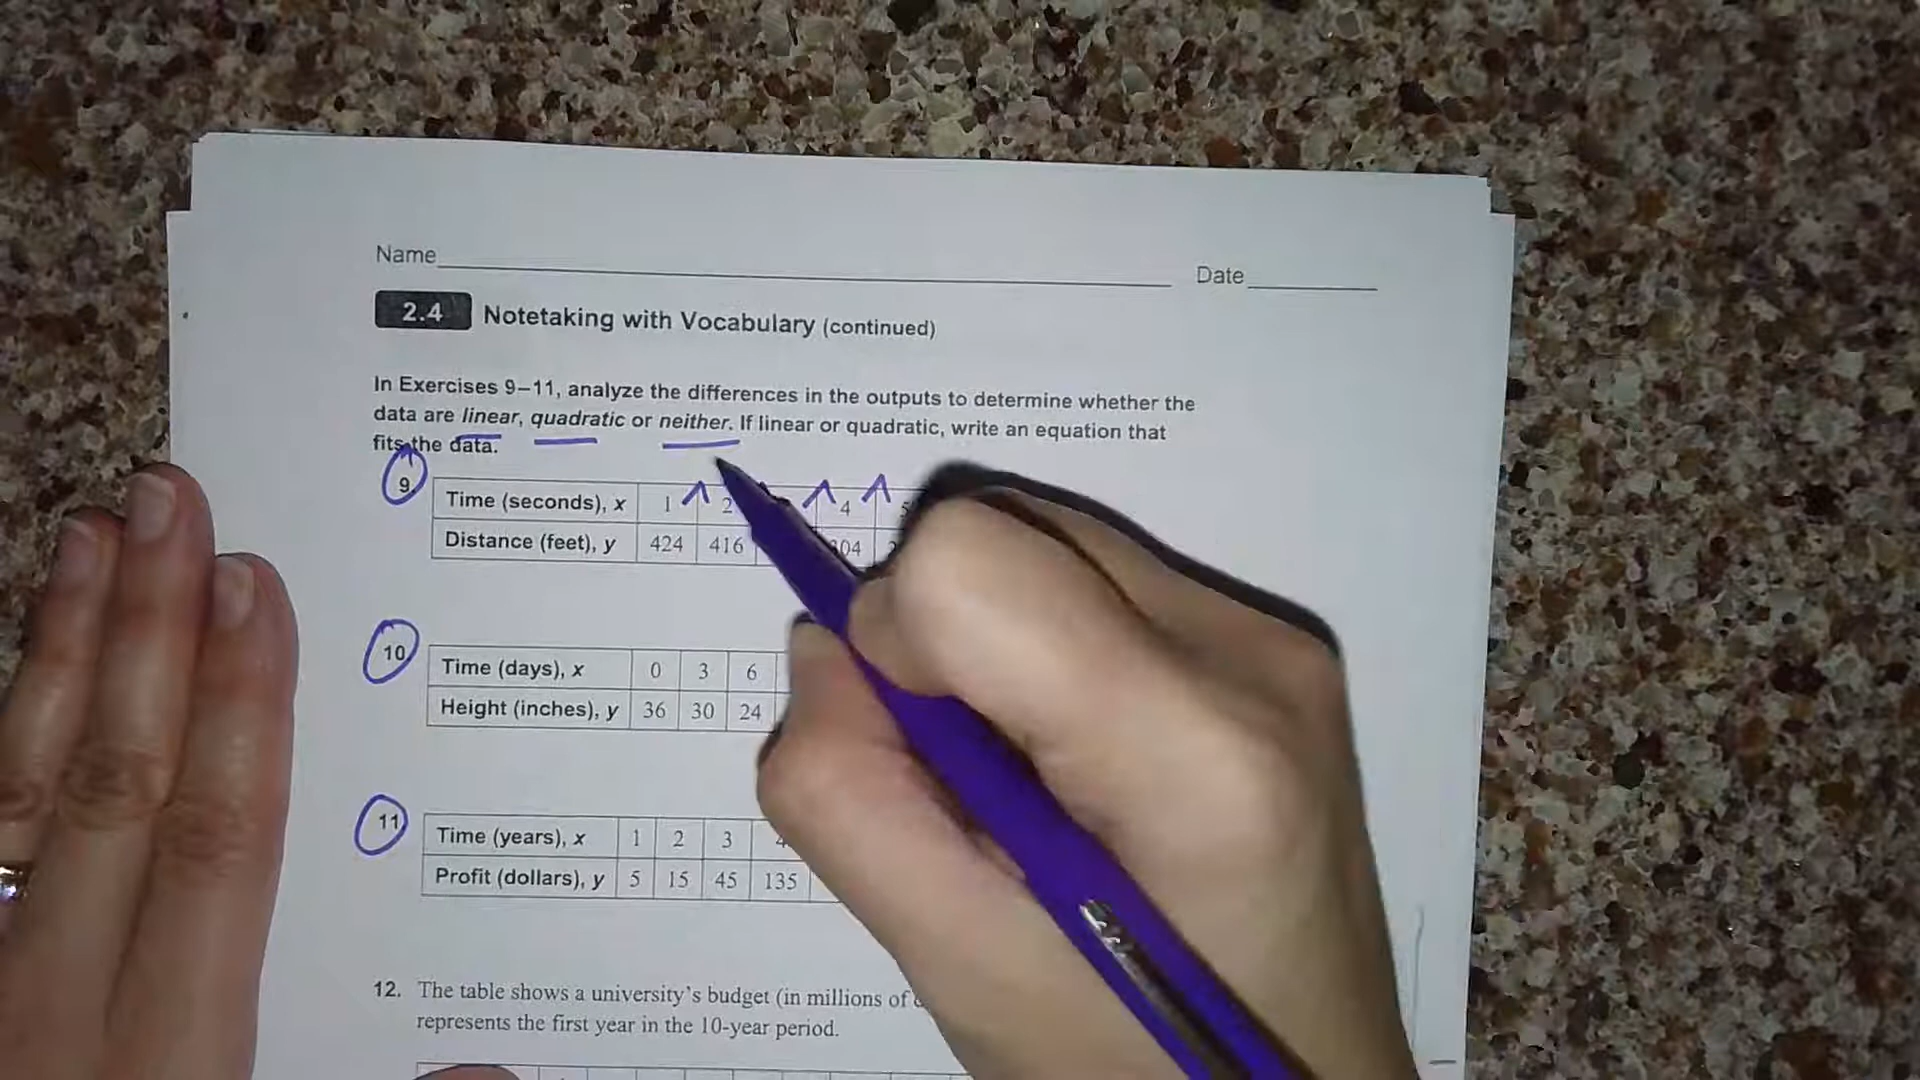 Name Date
2.4 Notetaking with Vocabulary (continued)
In Exercises 9–11, analyze the differences in the outputs to determine whether the
data are linear, quadratic or neither. If linear or quadratic, write an equation that
fits the data.
9.
Time (seconds), x 1 2 4 5
Distance (feet), y 424 416
10.
Time (days), x 0 3 6
Height (inches), y 36 30 24
11.
Time (years), x 1 2 3 4
Profit (dollars), y 5 15 45 135
12. The table shows a university's budget (in millions of
represents the first year in the 10-year period.